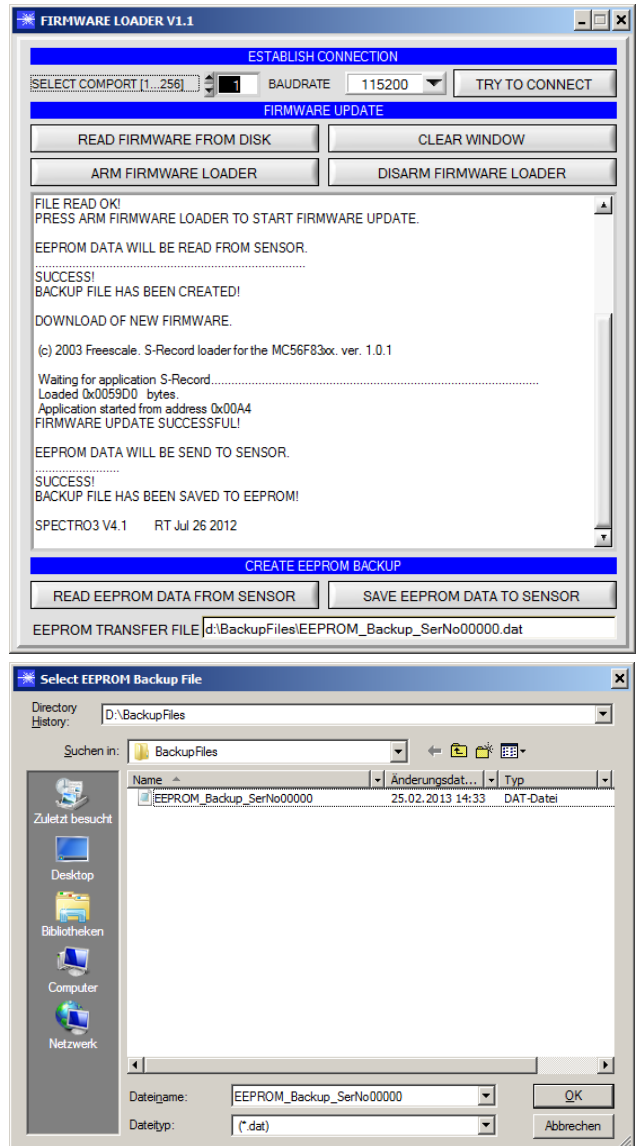 FIRMWARE LOADER V1.1
ESTABLISH CONNECTION
SELECT COMPORT [1...256] 1 BAUDRATE 115200 TRY TO CONNECT
FIRMWARE UPDATE
READ FIRMWARE FROM DISK CLEAR WINDOW
ARM FIRMWARE LOADER DISARM FIRMWARE LOADER
FILE READ OK!
PRESS ARM FIRMWARE LOADER TO START FIRMWARE UPDATE.
EEPROM DATA WILL BE READ FROM SENSOR.
..........................................................................................
SUCCESS!
BACKUP FILE HAS BEEN CREATED!
DOWNLOAD OF NEW FIRMWARE.
(c) 2003 Freescale. S-Record loader for the MC56F83xx. ver. 1.0.1
Waiting for application S-Record.............................................................................................................
Loaded 0x0059D0 bytes.
Application started from address 0x00A4
FIRMWARE UPDATE SUCCESSFUL!
EEPROM DATA WILL BE SEND TO SENSOR.
............................
SUCCESS!
BACKUP FILE HAS BEEN SAVED TO EEPROM!
SPECTRO3 V4.1 RT Jul 26 2012
CREATE EEPROM BACKUP
READ EEPROM DATA FROM SENSOR SAVE EEPROM DATA TO SENSOR
EEPROM TRANSFER FILE d:\BackupFiles\EEPROM_Backup_SerNo00000.dat
Select EEPROM Backup File
Directory
History: D:\BackupFiles
Suchen in: BackupFiles
Name Änderungsdat... Typ
EEPROM_Backup_SerNo00000 25.02.2013 14:33 DAT-Datei
Zuletzt besucht
Desktop
Bibliotheken
Computer
Netzwerk
Dateiname: EEPROM_Backup_SerNo00000 OK
Dateityp: (*.dat) Abbrechen